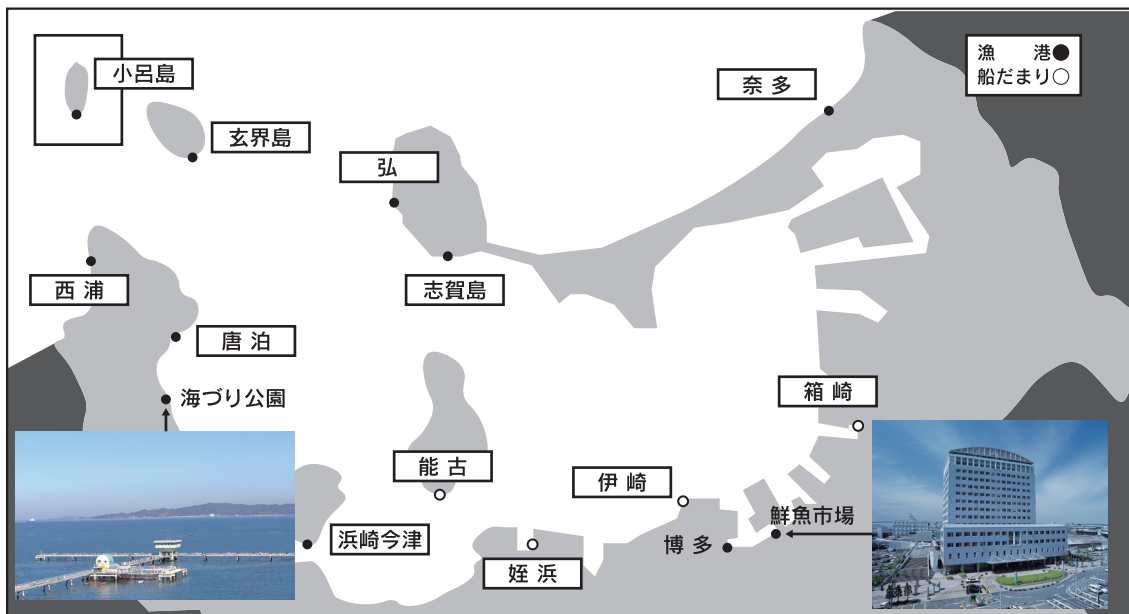 小呂島
玄界島
弘
奈多
漁　港●
船だまり○
西浦
志賀島
唐泊
海づり公園
箱崎
能古
伊崎
鮮魚市場
浜崎今津
姪浜
博多